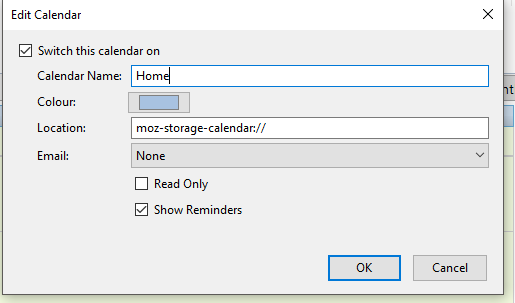 Edit Calendar
Switch this calendar on
Calendar Name: Home
Colour:
Location: moz-storage-calendar://
Email: None
Read Only
Show Reminders
OK Cancel